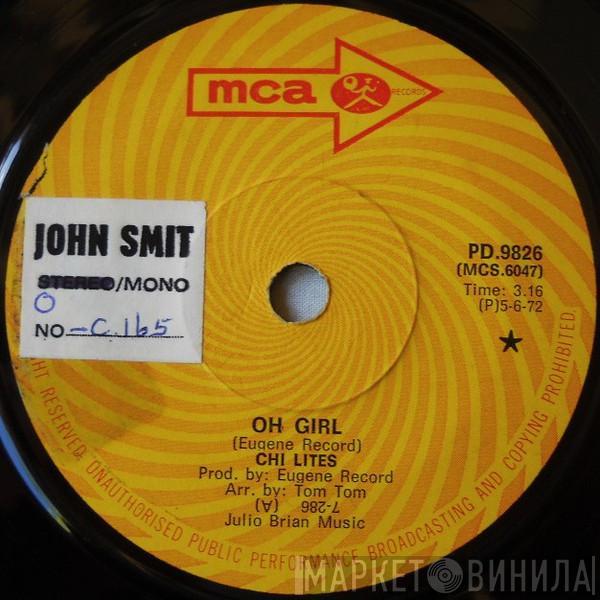 mca
RECORDS
JOHN SMIT
STEREO/MONO
O
NO - C.165
PD.9826
(MCS.6047)
Time: 3.16
(P)5-6-72
★
OH GIRL
(Eugene Record)
CHI LITES
Prod. by: Eugene Record
Arr. by: Tom Tom
7-286 (A)
Julio Brian Music
HT RESERVED. UNAUTHORISED PUBLIC PERFORMANCE BROADCASTING AND COPYING PROHIBITED.
МАРКЕТ ВИНИЛА